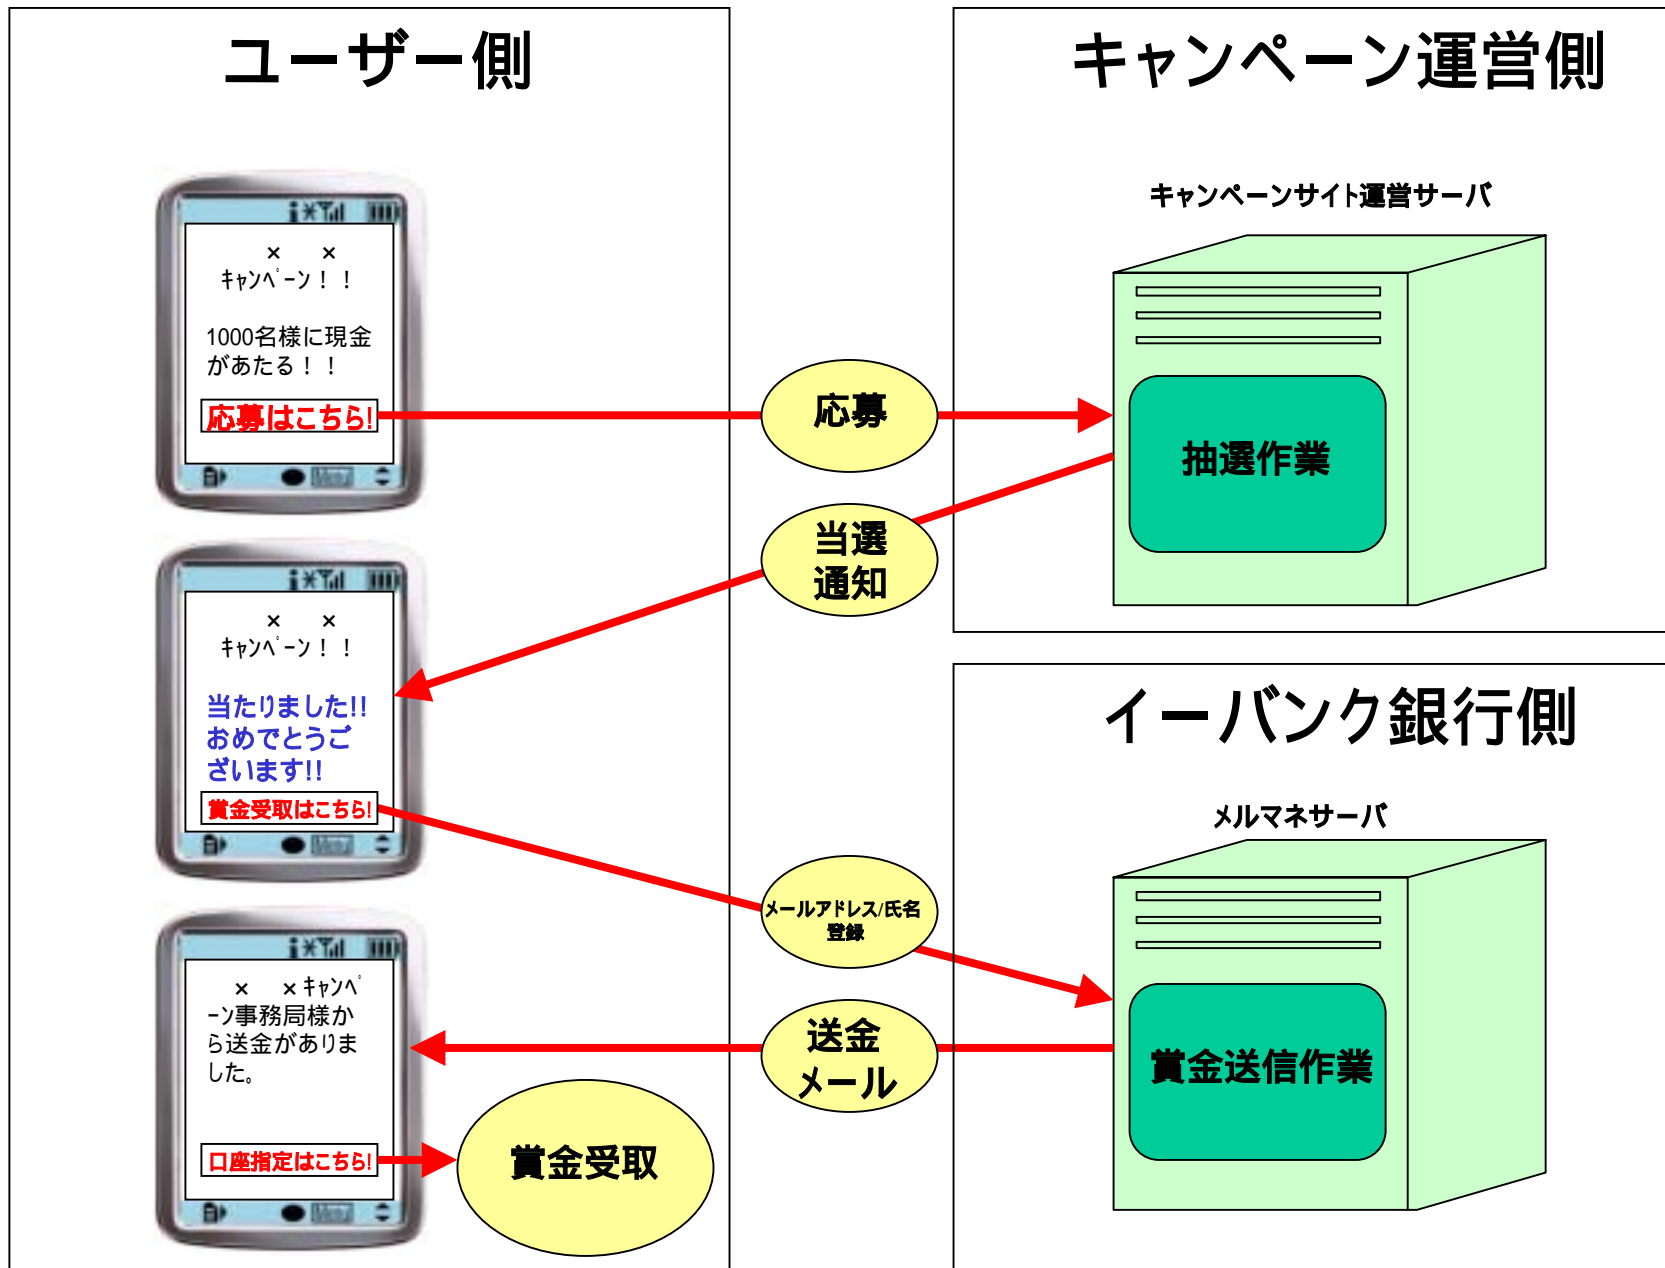 ユーザー側
×　×
キャンペーン！！
1000名様に現金
があたる！！
応募はこちら!
Menu
×　×
キャンペーン！！
当たりました!!
おめでとうご
ざいます!!
賞金受取はこちら!
Menu
×　×キャンペ
ーン事務局様か
ら送金がありま
した。
口座指定はこちら!
Menu
応募
当選
通知
メールアドレス/氏名
登録
送金
メール
賞金受取
キャンペーン運営側
キャンペーンサイト運営サーバ
抽選作業
イーバンク銀行側
メルマネサーバ
賞金送信作業